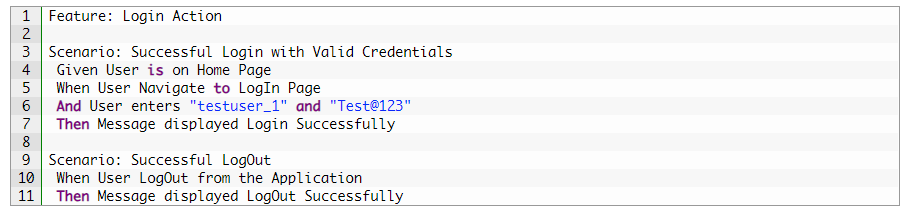 1 Feature: Login Action
2
3 Scenario: Successful Login with Valid Credentials
4 Given User is on Home Page
5 When User Navigate to LogIn Page
6 And User enters "testuser_1" and "Test@123"
7 Then Message displayed Login Successfully
8
9 Scenario: Successful LogOut
10 When User LogOut from the Application
11 Then Message displayed LogOut Successfully